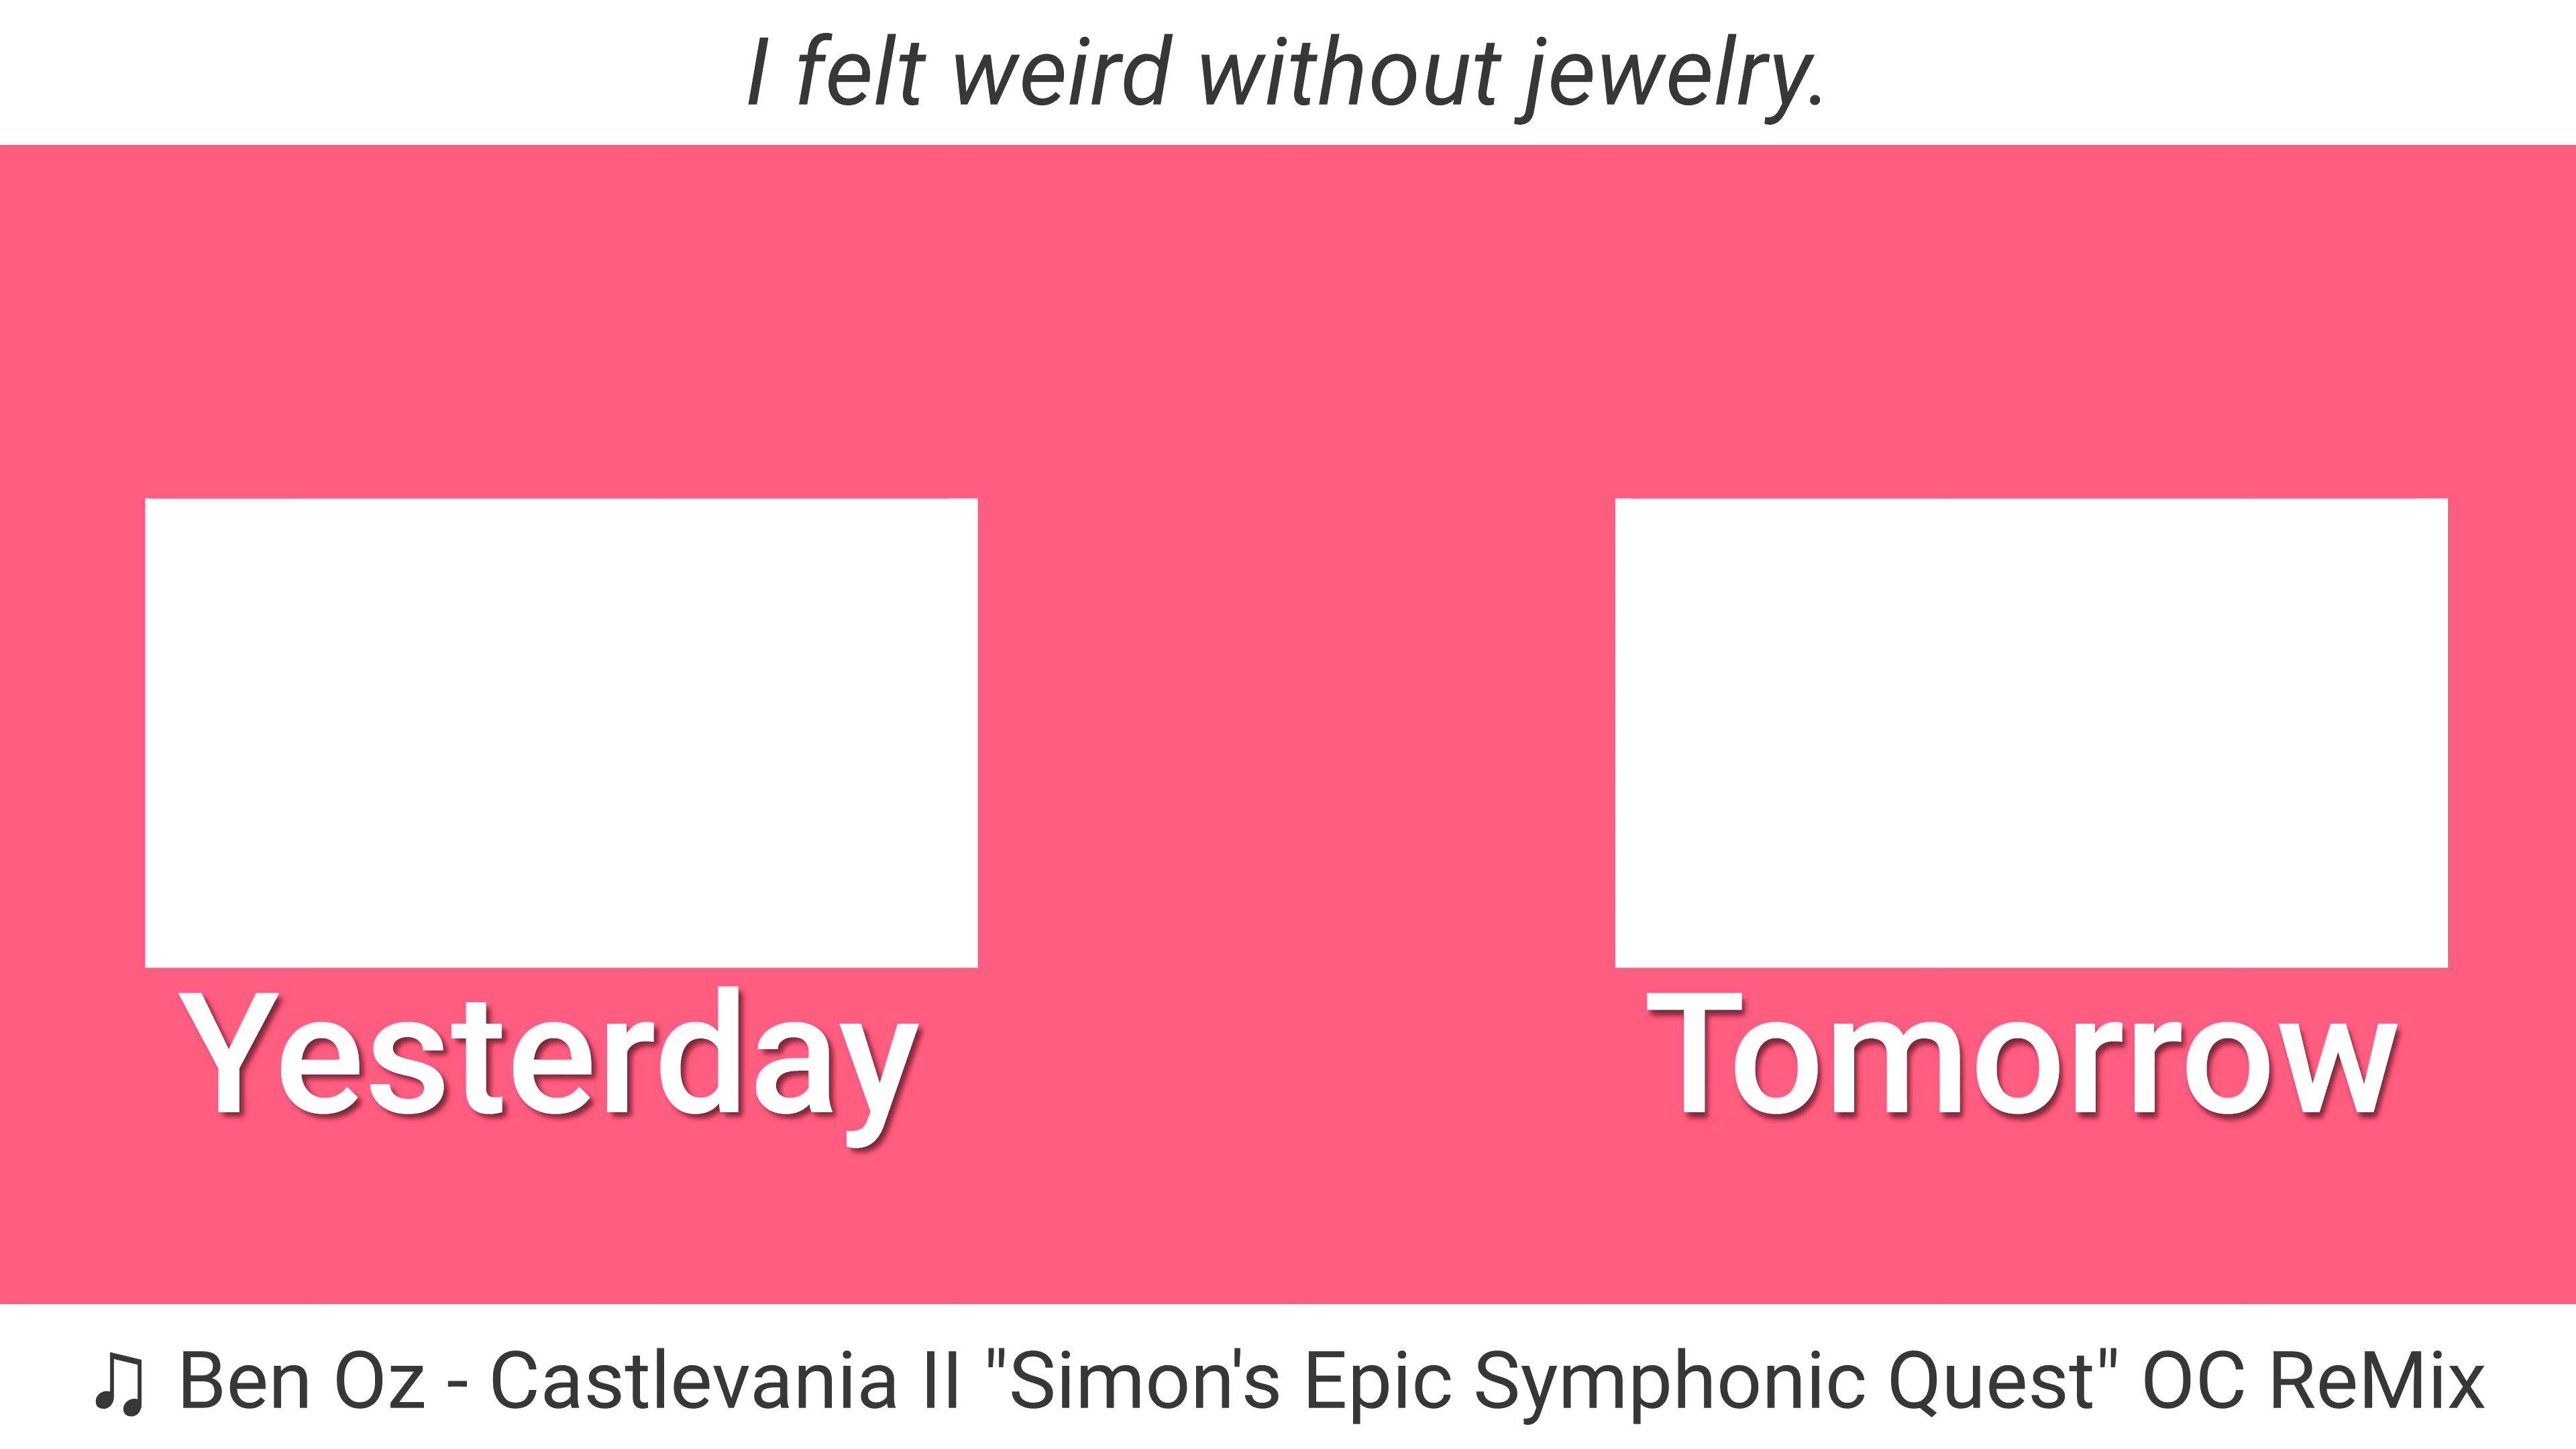 I felt weird without jewelry.
Yesterday
Tomorrow
♫ Ben Oz - Castlevania II "Simon's Epic Symphonic Quest" OC ReMix